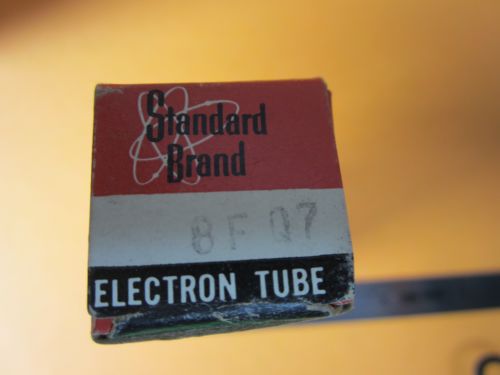 Standard
Brand
8FQ7
ELECTRON TUBE